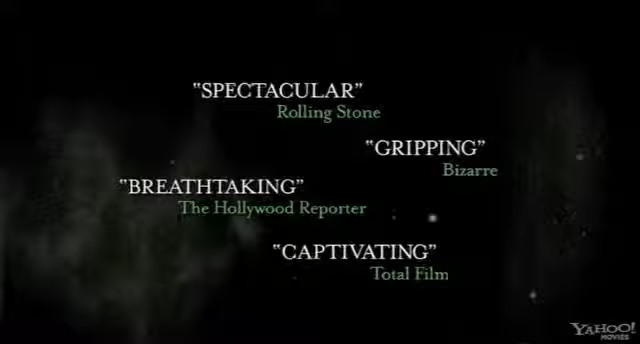 "SPECTACULAR"
Rolling Stone
"GRIPPING"
Bizarre
"BREATHTAKING"
The Hollywood Reporter
"CAPTIVATING"
Total Film
YAHOO!
MOVIES